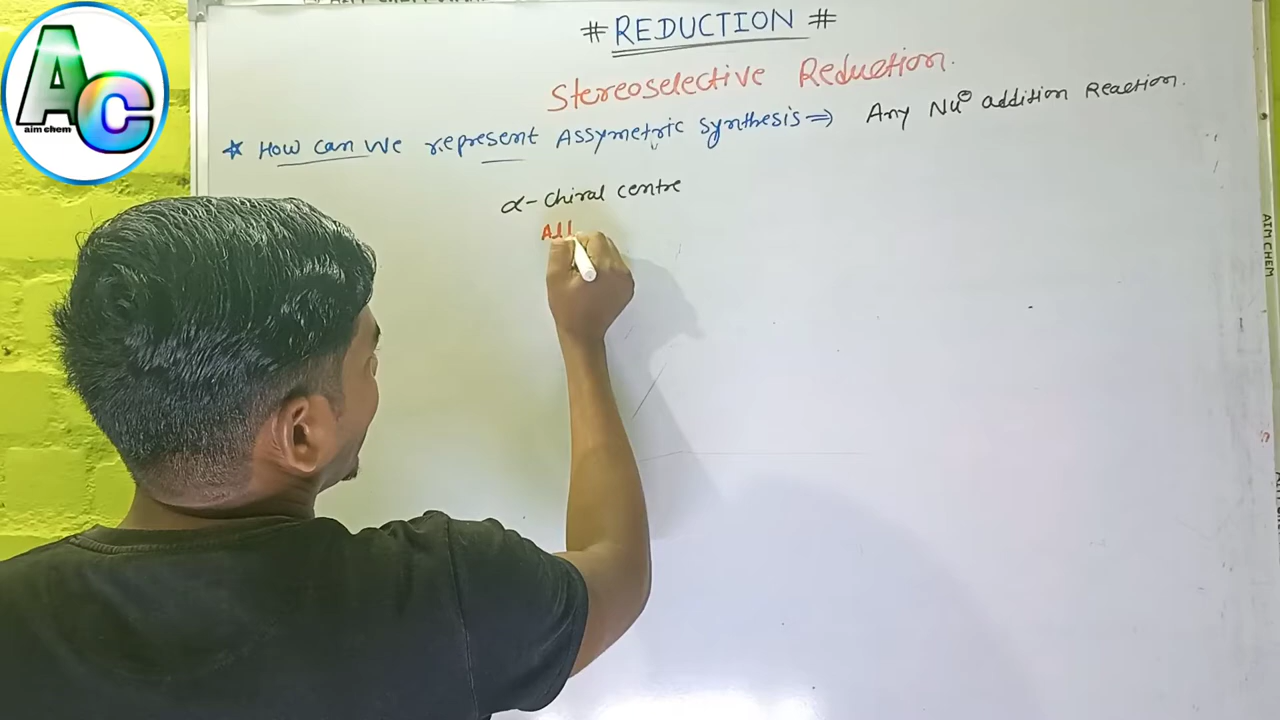 AC
aim chem
# REDUCTION #
Stereoselective Reduction.
* How can we represent Assymetric synthesis ⇒ Any Nu⊖ addition Reaction.
α- chiral centre
All
AIM CHEM